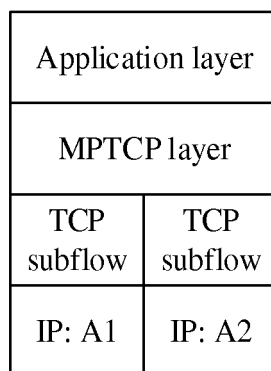 Application layer
MPTCP layer
TCP
subflow
TCP
subflow
IP: A1
IP: A2